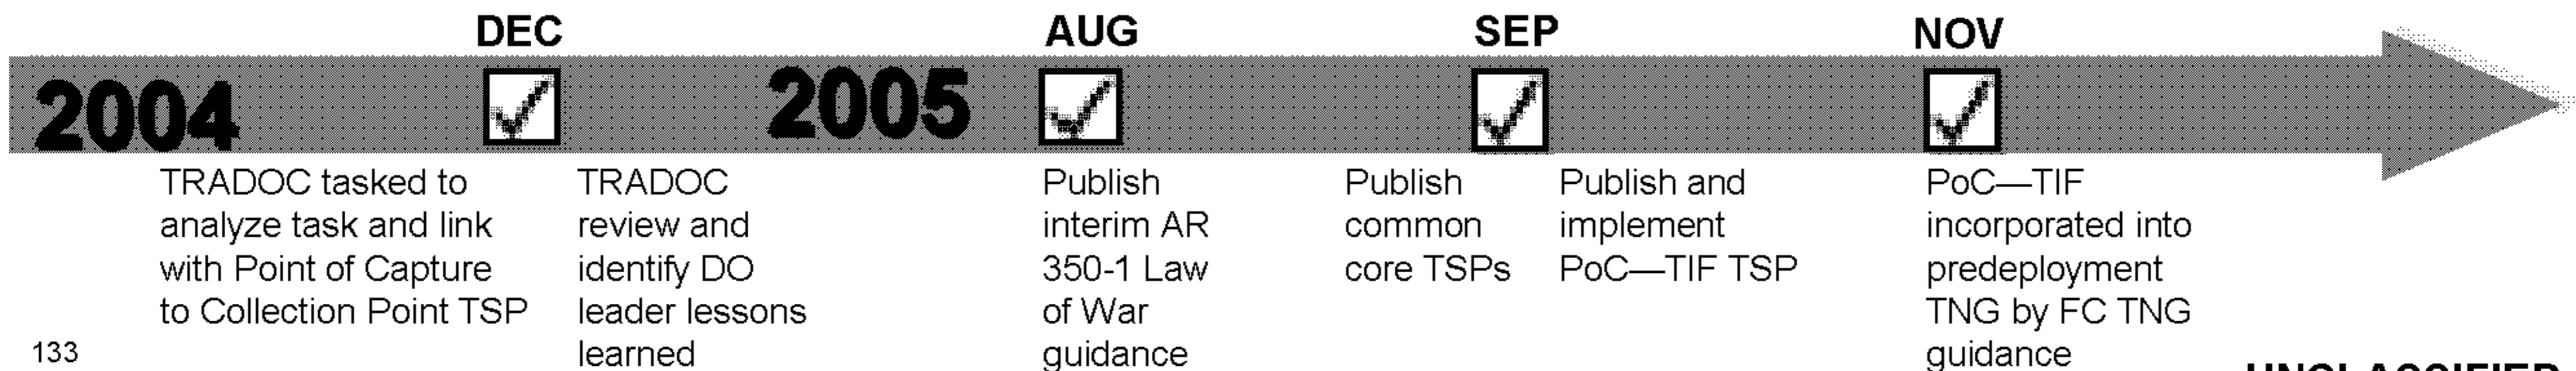 DEC AUG SEP NOV
2004 2005
TRADOC tasked to
analyze task and link
with Point of Capture
to Collection Point TSP
TRADOC
review and
identify DO
leader lessons
learned
Publish
interim AR
350-1 Law
of War
guidance
Publish
common
core TSPs
Publish and
implement
PoC—TIF TSP
PoC—TIF
incorporated into
predeployment
TNG by FC TNG
guidance
133
UNCLASSIFIED